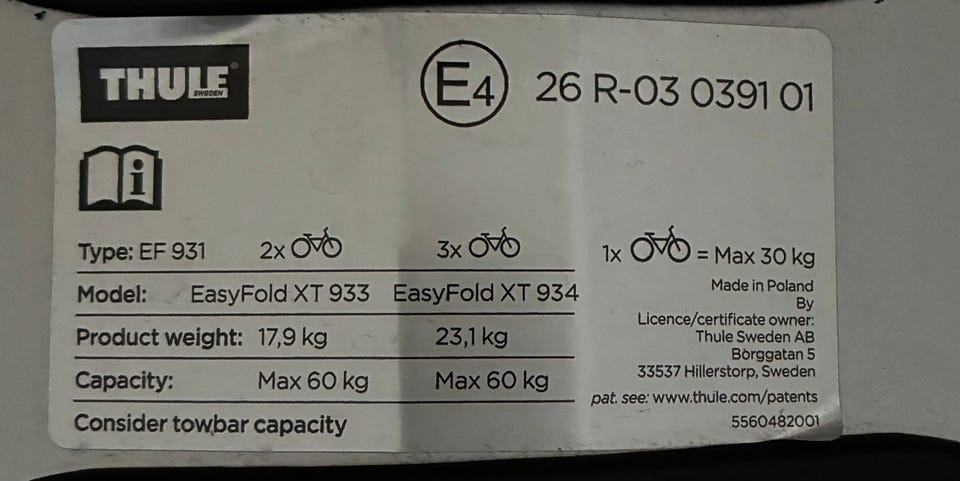 THULE
SWEDEN
E4 26 R-03 0391 01
i
Type: EF 931 2x 3x
Model: EasyFold XT 933 EasyFold XT 934
Product weight: 17,9 kg 23,1 kg
Capacity: Max 60 kg Max 60 kg
Consider towbar capacity
1x = Max 30 kg
Made in Poland
By
Licence/certificate owner:
Thule Sweden AB
Borggatan 5
33537 Hillerstorp, Sweden
pat. see: www.thule.com/patents
5560482001